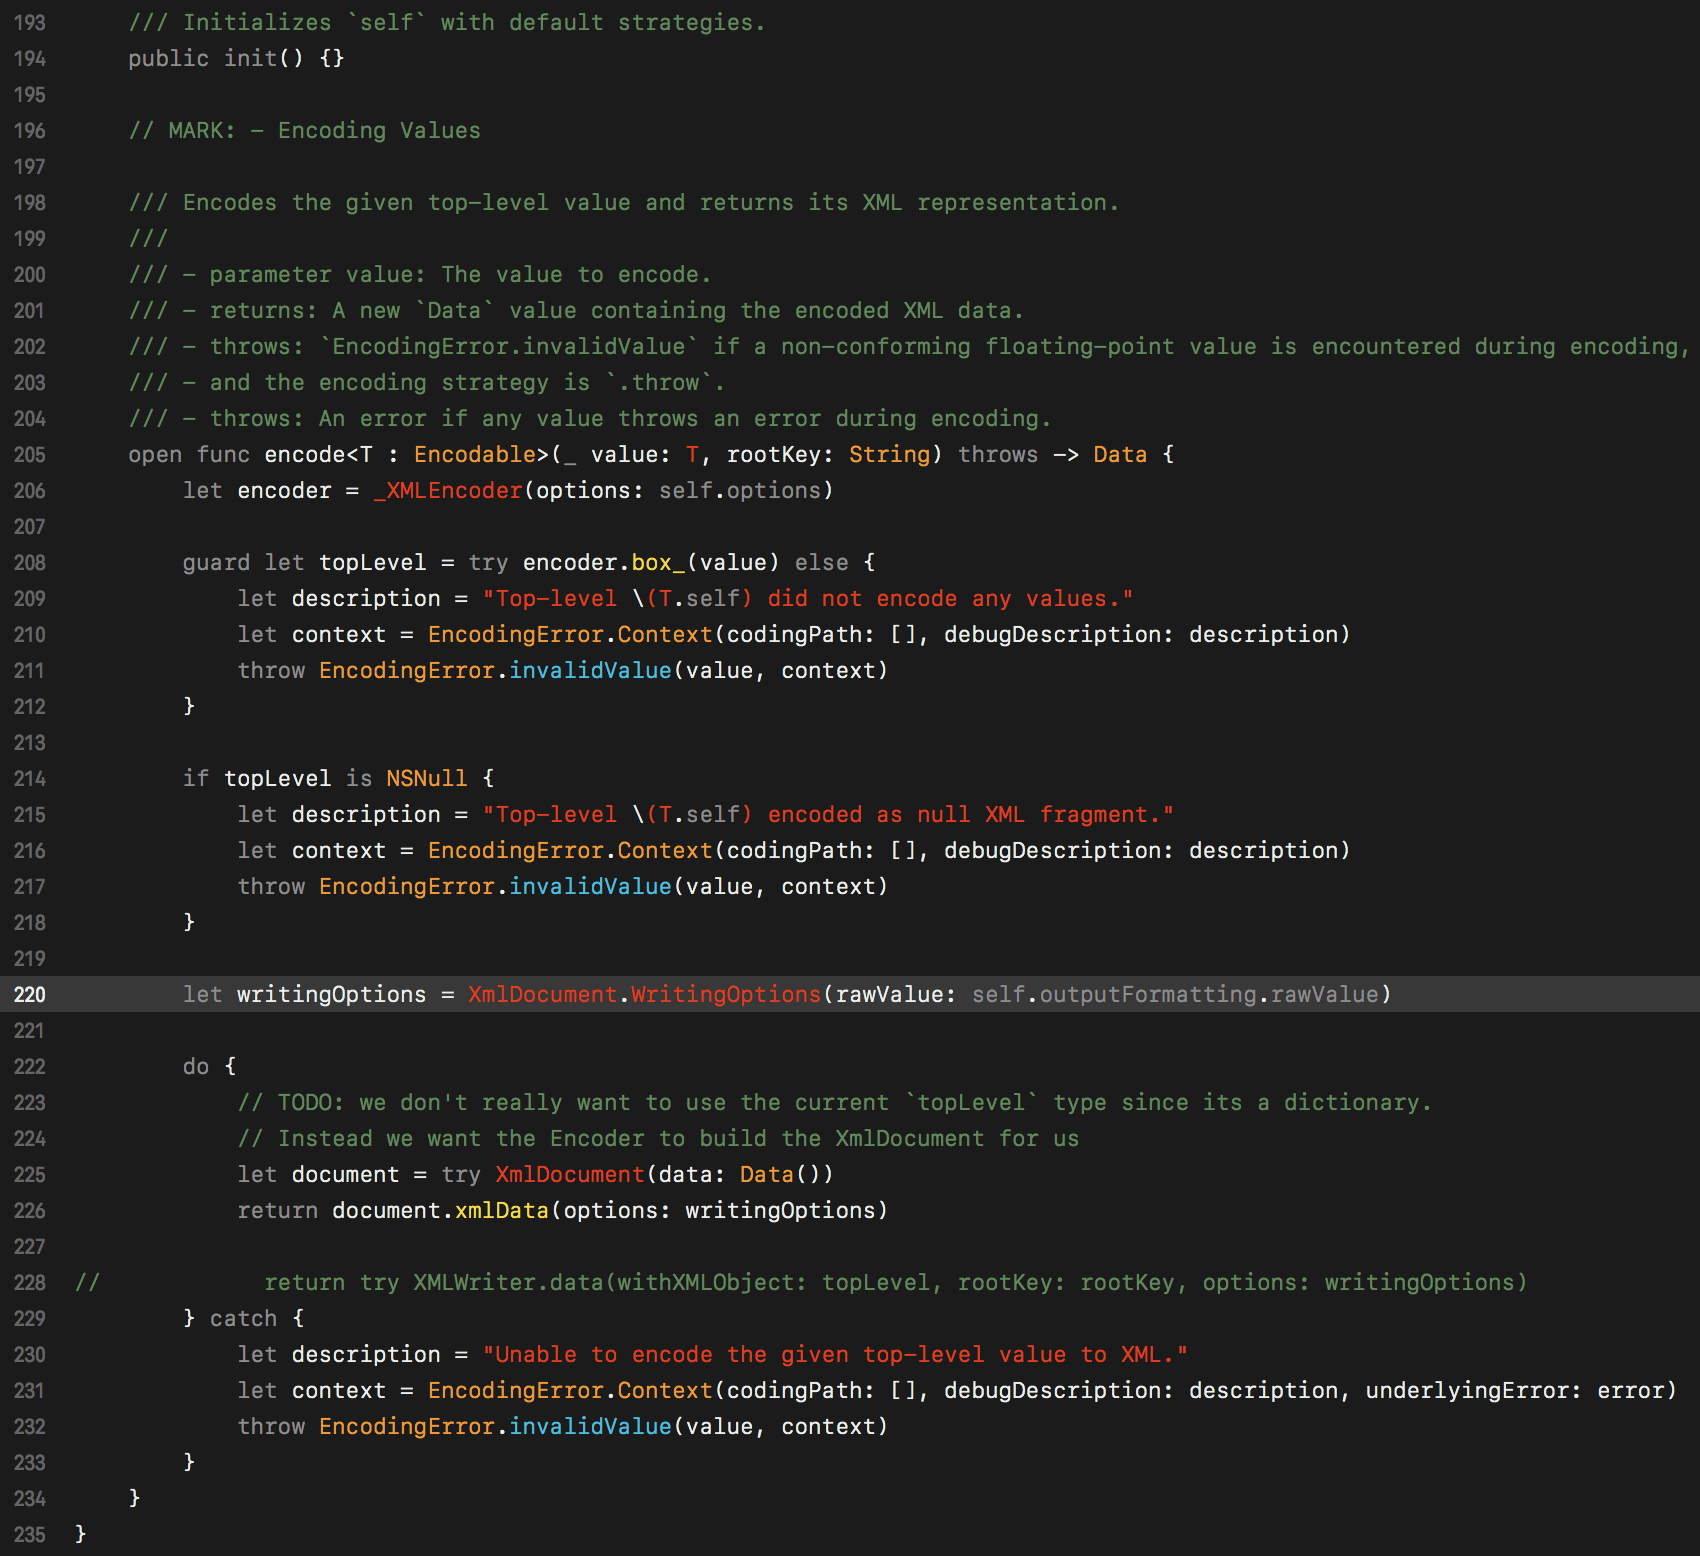 193 /// Initializes `self` with default strategies.
194 public init() {}
195
196 // MARK: - Encoding Values
197
198 /// Encodes the given top-level value and returns its XML representation.
199 ///
200 /// - parameter value: The value to encode.
201 /// - returns: A new `Data` value containing the encoded XML data.
202 /// - throws: `EncodingError.invalidValue` if a non-conforming floating-point value is encountered during encoding,
203 /// - and the encoding strategy is `.throw`.
204 /// - throws: An error if any value throws an error during encoding.
205 open func encode<T : Encodable>(_ value: T, rootKey: String) throws -> Data {
206 let encoder = _XMLEncoder(options: self.options)
207
208 guard let topLevel = try encoder.box_(value) else {
209 let description = "Top-level \(T.self) did not encode any values."
210 let context = EncodingError.Context(codingPath: [], debugDescription: description)
211 throw EncodingError.invalidValue(value, context)
212 }
213
214 if topLevel is NSNull {
215 let description = "Top-level \(T.self) encoded as null XML fragment."
216 let context = EncodingError.Context(codingPath: [], debugDescription: description)
217 throw EncodingError.invalidValue(value, context)
218 }
219
220 let writingOptions = XmlDocument.WritingOptions(rawValue: self.outputFormatting.rawValue)
221
222 do {
223 // TODO: we don't really want to use the current `topLevel` type since its a dictionary.
224 // Instead we want the Encoder to build the XmlDocument for us
225 let document = try XmlDocument(data: Data())
226 return document.xmlData(options: writingOptions)
227
228 // return try XMLWriter.data(withXMLObject: topLevel, rootKey: rootKey, options: writingOptions)
229 } catch {
230 let description = "Unable to encode the given top-level value to XML."
231 let context = EncodingError.Context(codingPath: [], debugDescription: description, underlyingError: error)
232 throw EncodingError.invalidValue(value, context)
233 }
234 }
235 }